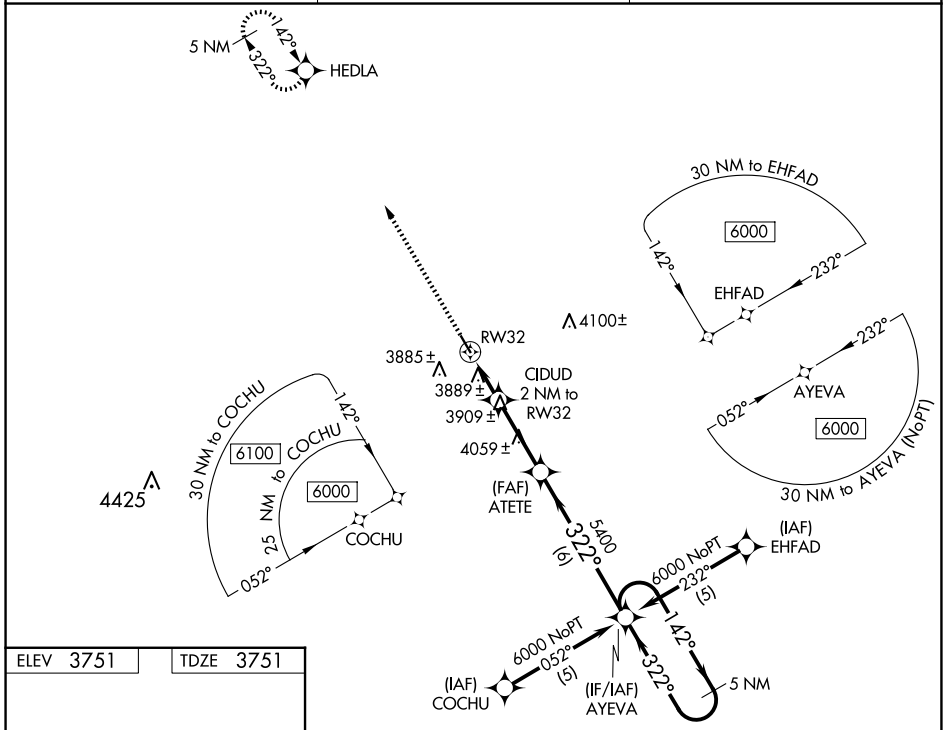 5 NM
142°
322°
HEDLA
30 NM to EHFAD
6000
142°
232°
EHFAD
4100±
RW32
3885±
3889±
CIDUD
2 NM to
RW32
3909±
4059±
232°
AYEVA
052°
6000
30 NM to AYEVA (NoPT)
30 NM to COCHU
142°
6100
25 NM to COCHU
6000
4425
COCHU
052°
(FAF)
ATETE
5400
322°
(6)
(IAF)
EHFAD
6000 NoPT
232°
(5)
6000 NoPT
052°
(5)
142°
322°
5 NM
(IAF)
COCHU
(IF/IAF)
AYEVA
ELEV 3751
TDZE 3751